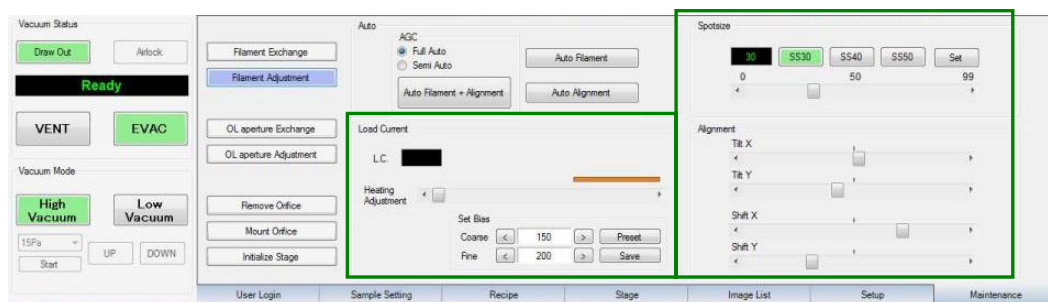 Vacuum Status
Draw Out
Airlock
Ready
VENT
EVAC
Vacuum Mode
High Vacuum
Low Vacuum
15Pa
UP
DOWN
Start
Filament Exchange
Filament Adjustment
OL aperture Exchange
OL aperture Adjustment
Remove Orifice
Mount Orifice
Initialize Stage
Auto
AGC
Full Auto
Semi Auto
Auto Filament
Auto Filament + Alignment
Auto Alignment
Load Current
L.C.
Heating Adjustment
Set Bias
Coarse < 150 > Preset
Fine < 200 > Save
Spotsize
30 SS30 SS40 SS50 Set
0 50 99
Alignment
Tilt X
Tilt Y
Shift X
Shift Y
User Login Sample Setting Recipe Stage Image List Setup Maintenance